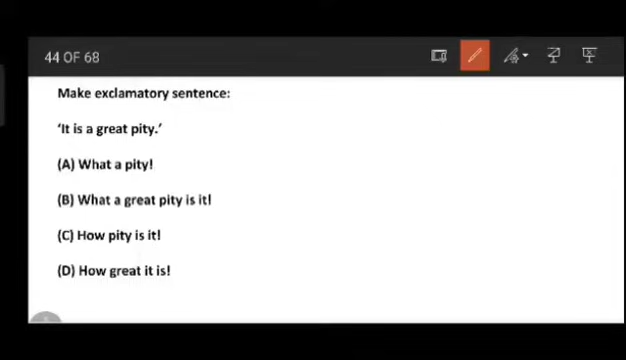 44 OF 68
Make exclamatory sentence:
‘It is a great pity.’
(A) What a pity!
(B) What a great pity is it!
(C) How pity is it!
(D) How great it is!